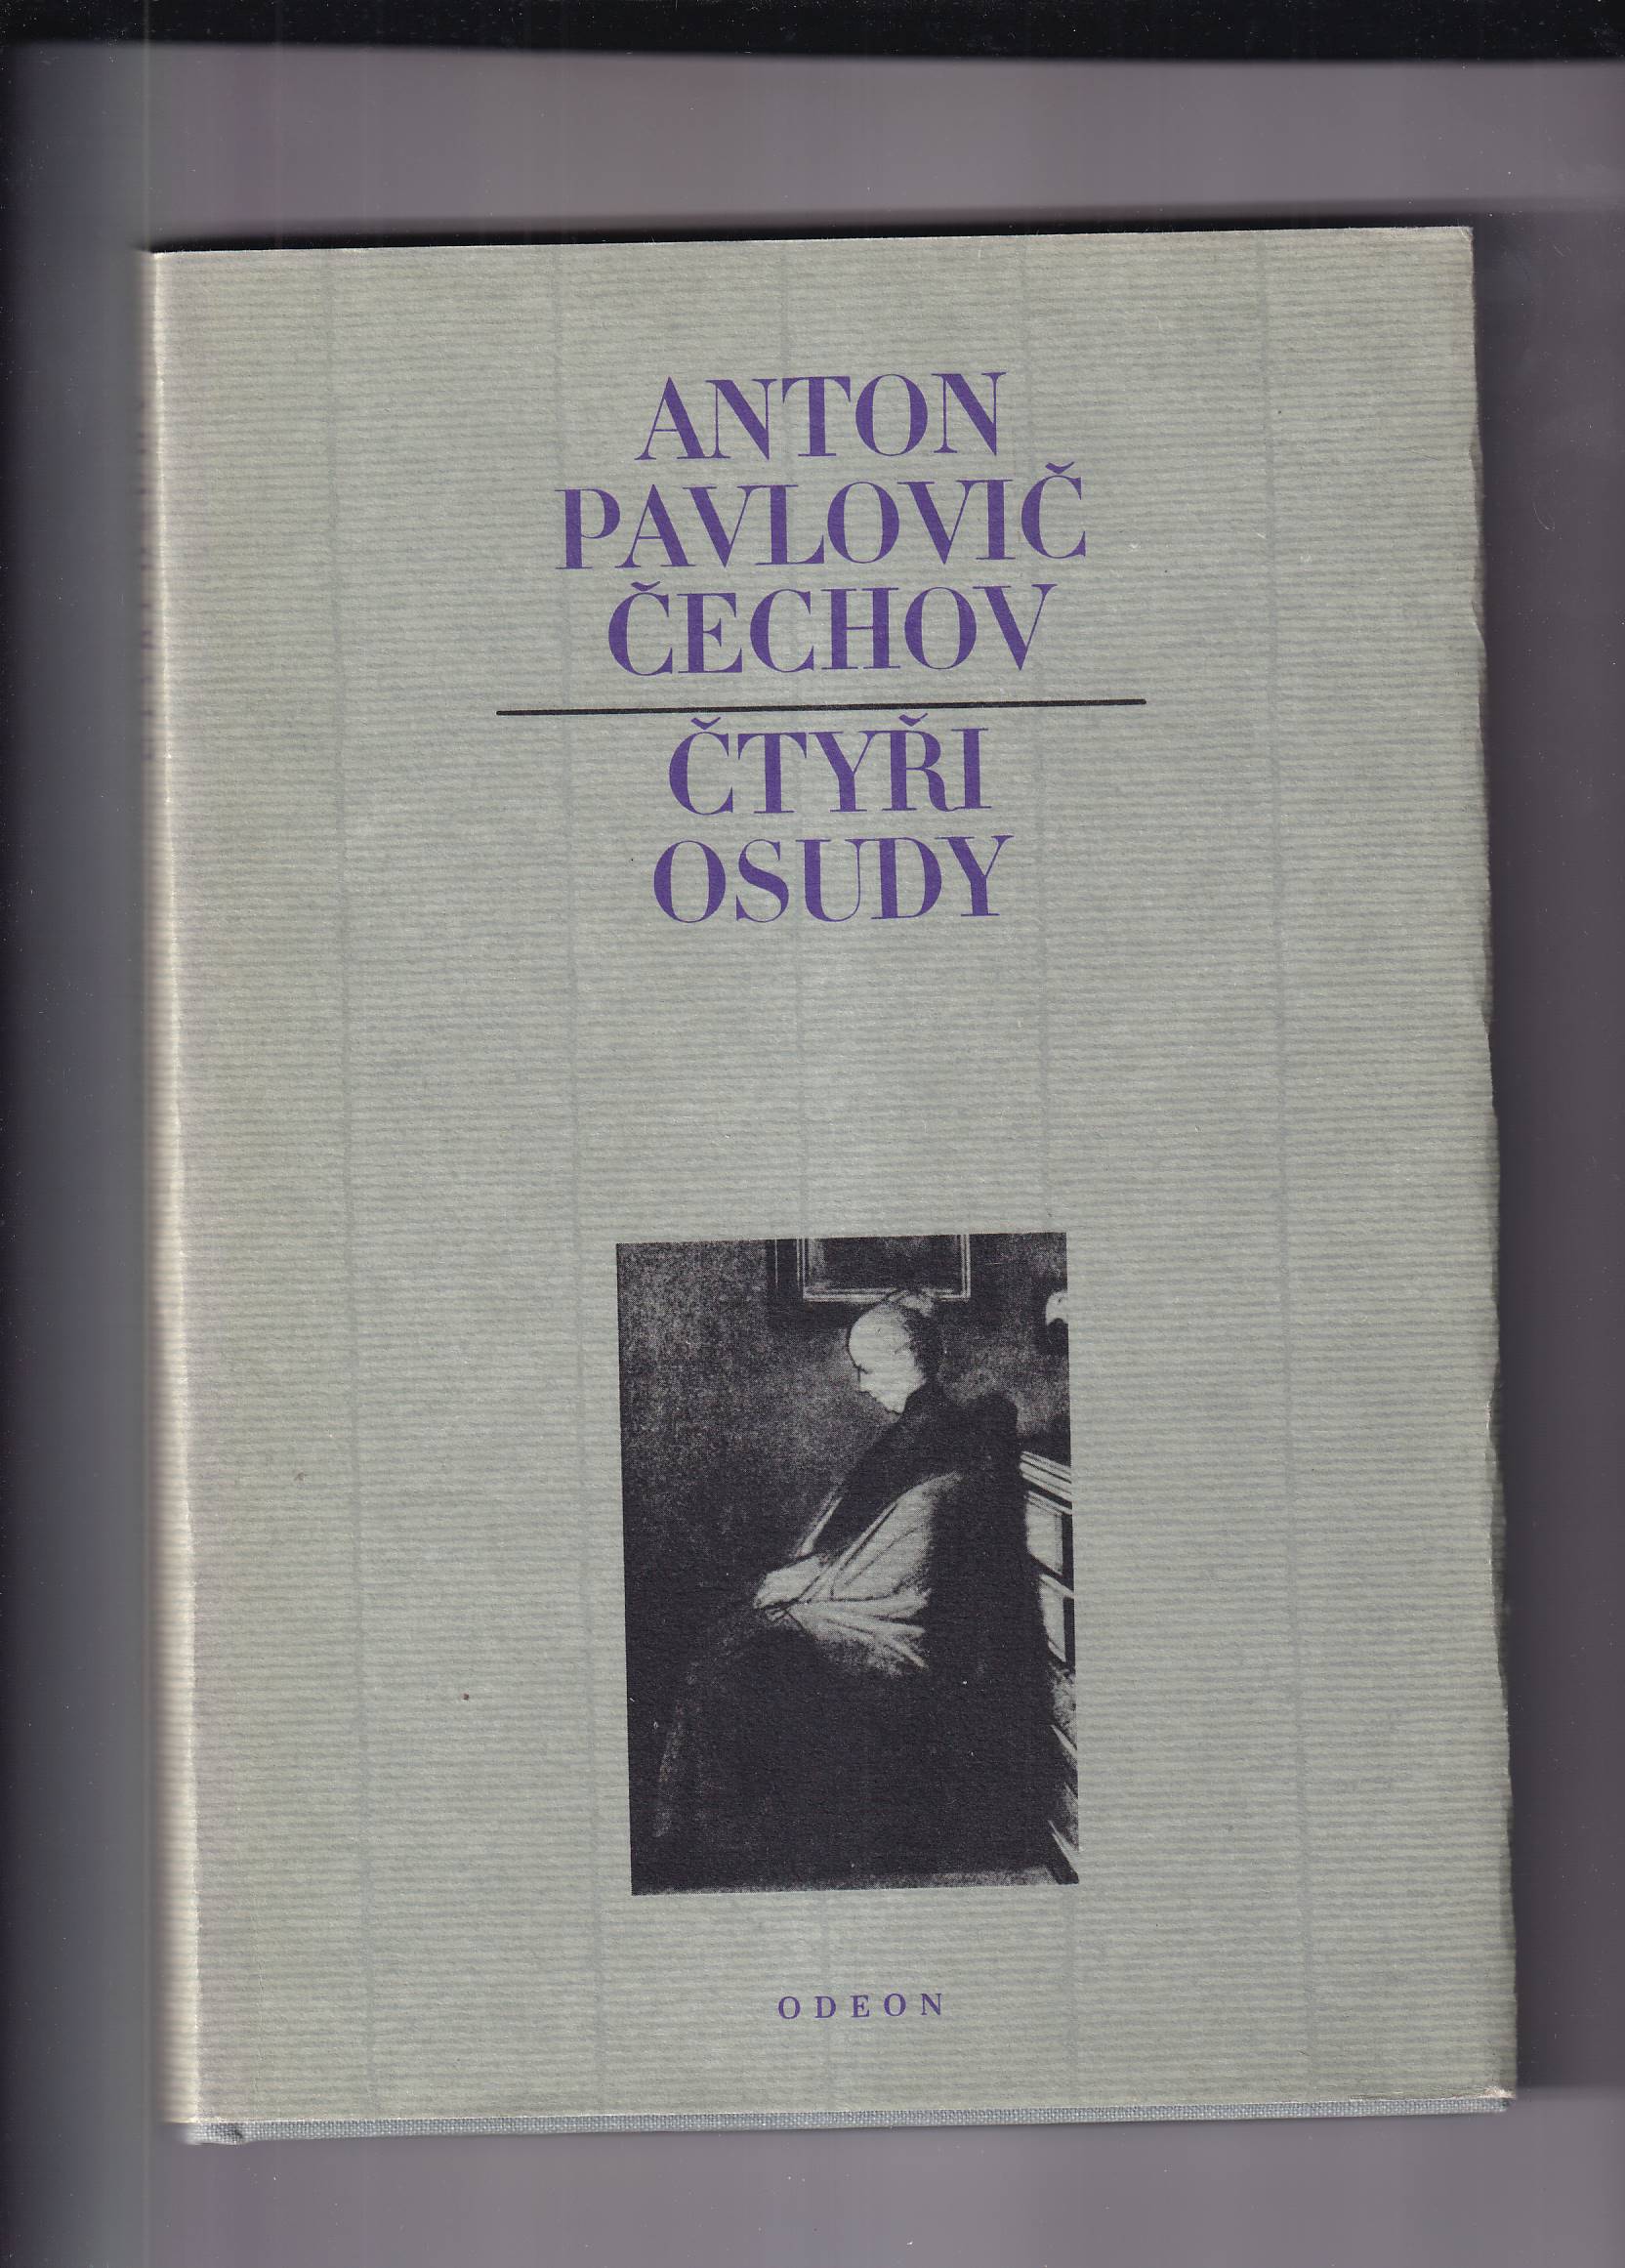 ANTON
PAVLOVIČ
ČECHOV
ČTYŘI
OSUDY
ODEON